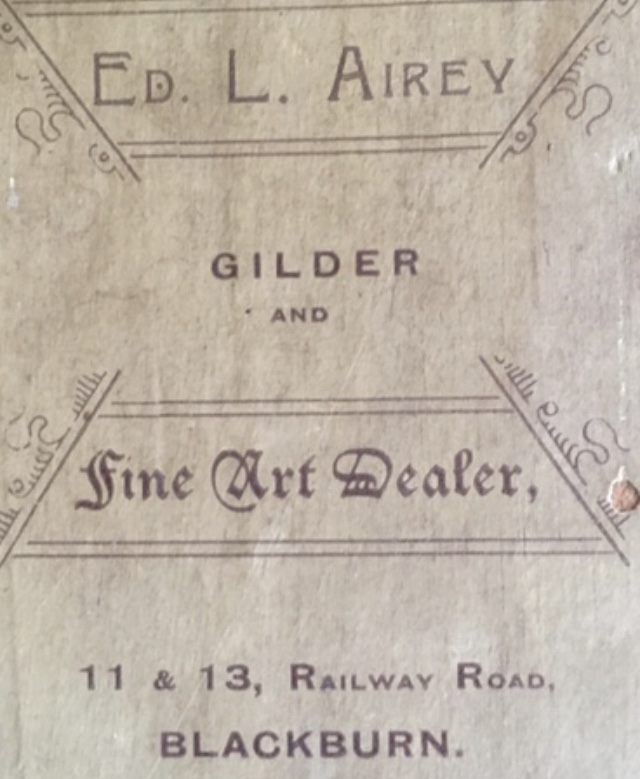 ED. L. AIREY
GILDER
AND
Fine Art Dealer,
11 & 13, RAILWAY ROAD,
BLACKBURN.